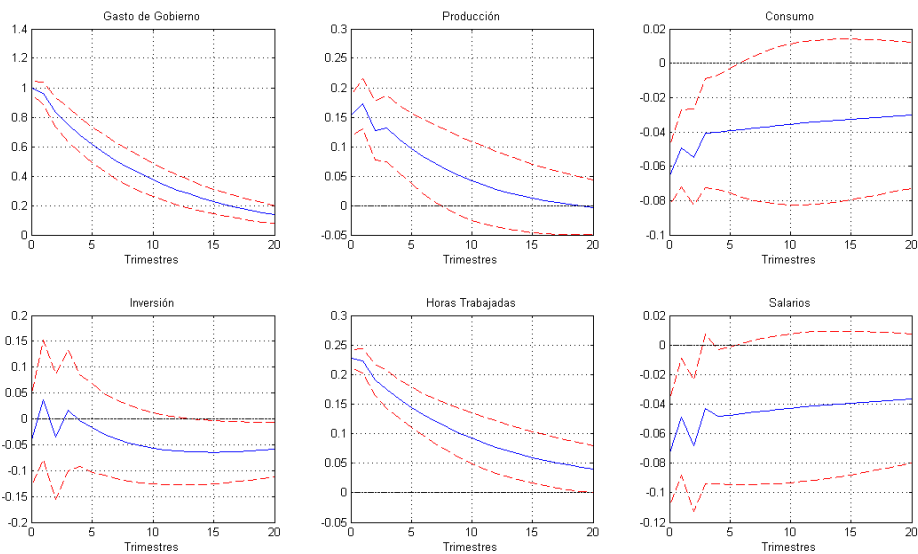 Gasto de Gobierno
1.4
1.2
1
0.8
0.6
0.4
0.2
0
0 5 10 15 20
Trimestres
Producción
0.3
0.25
0.2
0.15
0.1
0.05
0
-0.05
0 5 10 15 20
Trimestres
Consumo
0.02
0
-0.02
-0.04
-0.06
-0.08
-0.1
0 5 10 15 20
Trimestres
Inversión
0.2
0.15
0.1
0.05
0
-0.05
-0.1
-0.15
-0.2
0 5 10 15 20
Trimestres
Horas Trabajadas
0.3
0.25
0.2
0.15
0.1
0.05
0
-0.05
0 5 10 15 20
Trimestres
Salarios
0.02
0
-0.02
-0.04
-0.06
-0.08
-0.1
-0.12
0 5 10 15 20
Trimestres